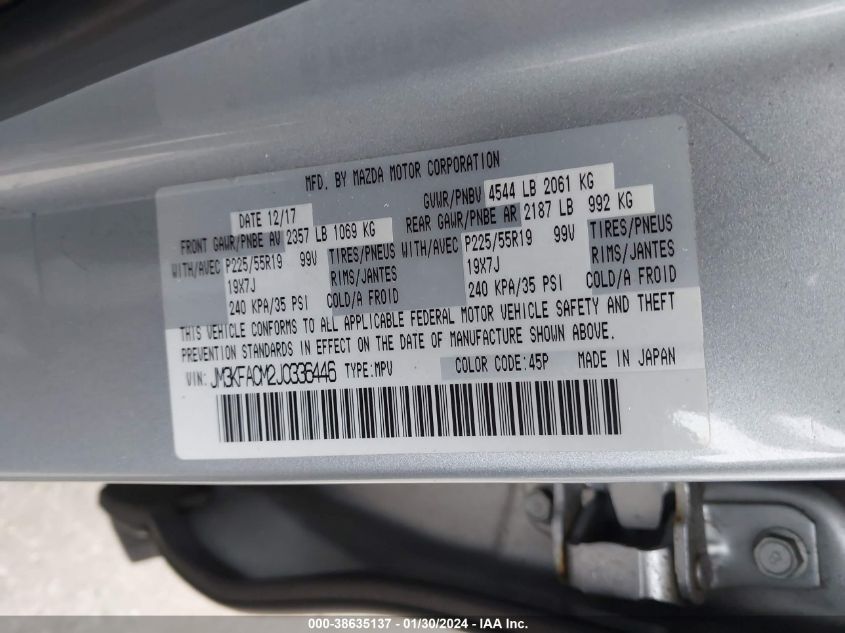 MFD. BY MAZDA MOTOR CORPORATION
DATE 12/17 GVWR/PNBV 4544 LB 2061 KG
FRONT GAWR/PNBE AV 2357 LB 1069 KG REAR GAWR/PNBE AR 2187 LB 992 KG
WITH/AVEC P225/55R19 99V TIRES/PNEUS WITH/AVEC P225/55R19 99V TIRES/PNEUS
19X7J RIMS/JANTES 19X7J RIMS/JANTES
240 KPA/35 PSI COLD/A FROID 240 KPA/35 PSI COLD/A FROID
THIS VEHICLE CONFORMS TO ALL APPLICABLE FEDERAL MOTOR VEHICLE SAFETY AND THEFT
PREVENTION STANDARDS IN EFFECT ON THE DATE OF MANUFACTURE SHOWN ABOVE.
VIN: JM3KFACM2J0336446 TYPE:MPV COLOR CODE:45P MADE IN JAPAN
000-38635137 - 01/30/2024 - IAA Inc.